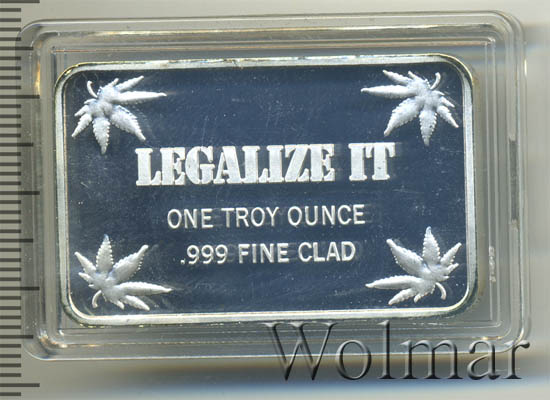 LEGALIZE IT
ONE TROY OUNCE
.999 FINE CLAD
Wolmar